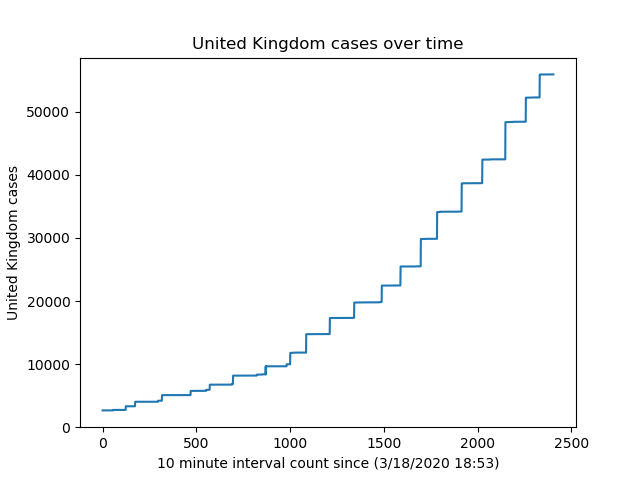 United Kingdom cases over time
50000
40000
30000
20000
10000
0
United Kingdom cases
0 500 1000 1500 2000 2500
10 minute interval count since (3/18/2020 18:53)